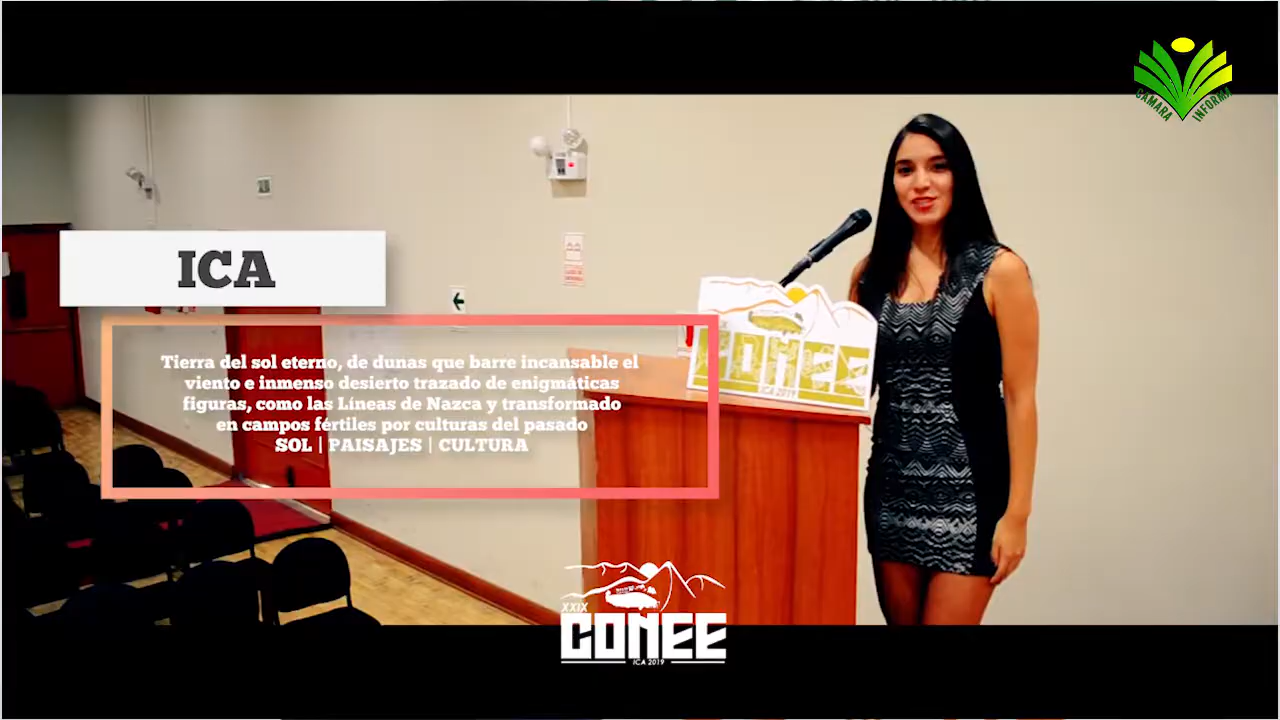 CÁMARA INFORMA
ICA
Tierra del sol eterno, de dunas que barre incansable el
viento e inmenso desierto trazado de enigmáticas
figuras, como las Líneas de Nazca y transformado
en campos fértiles por culturas del pasado
SOL | PAISAJES | CULTURA
CONEE
ICA 2019
XXIX
CONEE
ICA 2019